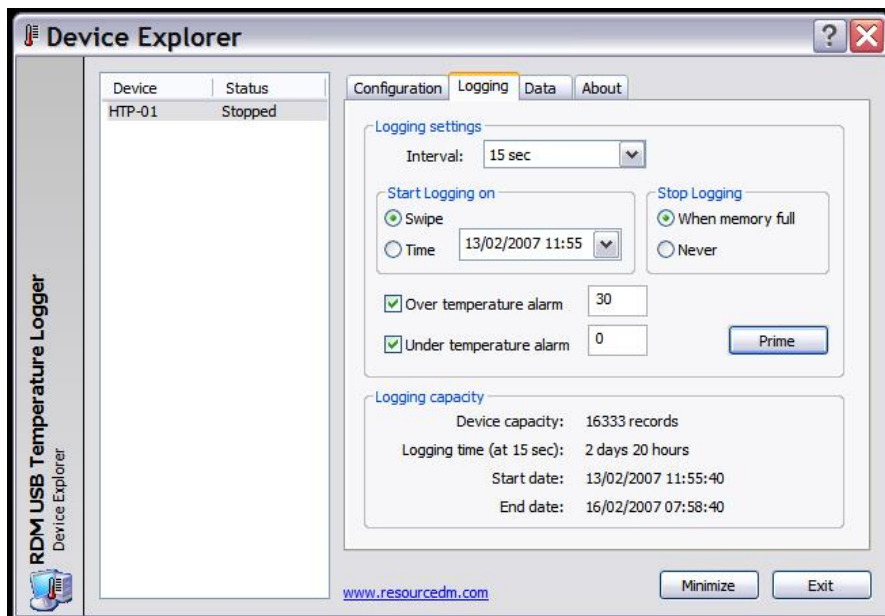 Device Explorer
RDM USB Temperature Logger
Device Explorer
Device Status
HTP-01 Stopped
Configuration Logging Data About
Logging settings
Interval: 15 sec
Start Logging on
Swipe
Time 13/02/2007 11:55
Stop Logging
When memory full
Never
Over temperature alarm 30
Under temperature alarm 0
Prime
Logging capacity
Device capacity: 16333 records
Logging time (at 15 sec): 2 days 20 hours
Start date: 13/02/2007 11:55:40
End date: 16/02/2007 07:58:40
www.resourcedm.com
Minimize Exit